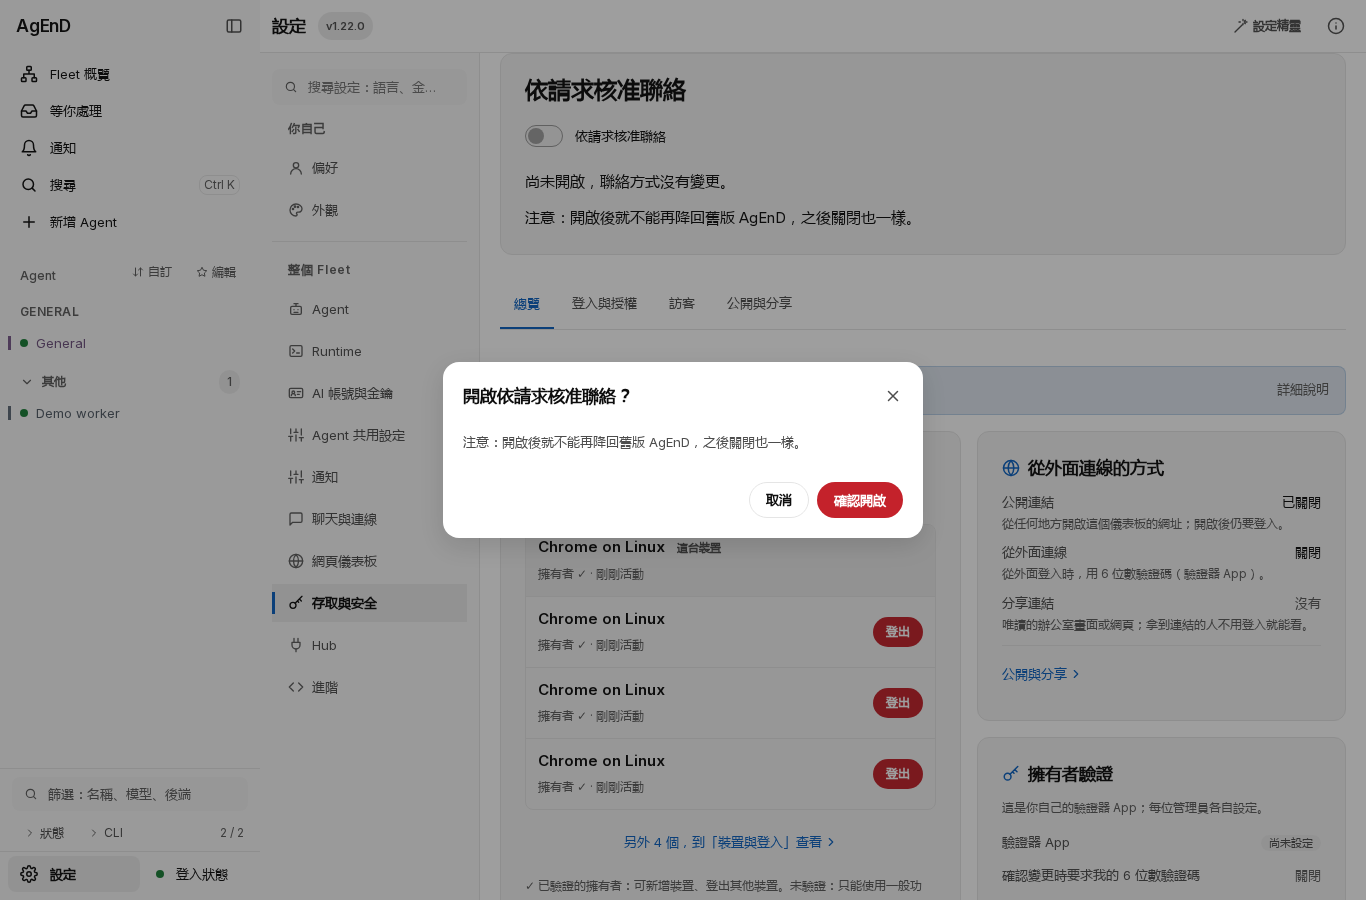 AgEnD
Fleet 概覽
等你處理
通知
搜尋
Ctrl K
新增 Agent
Agent
自訂
編輯
GENERAL
General
其他
1
Demo worker
篩選：名稱、模型、後端
狀態
CLI
2 / 2
設定
登入狀態
設定
v1.22.0
設定精靈
搜尋設定：語言、金…
你自己
偏好
外觀
整個 Fleet
Agent
Runtime
AI 帳號與金鑰
Agent 共用設定
通知
聊天與連線
網頁儀表板
存取與安全
Hub
進階
依請求核准聯絡
依請求核准聯絡
尚未開啟，聯絡方式沒有變更。
注意：開啟後就不能再降回舊版 AgEnD，之後關閉也一樣。
總覽
登入與授權
訪客
公開與分享
詳細說明
開啟依請求核准聯絡？
注意：開啟後就不能再降回舊版 AgEnD，之後關閉也一樣。
取消
確認開啟
Chrome on Linux
這台裝置
擁有者 ✓ · 剛剛活動
Chrome on Linux
擁有者 ✓ · 剛剛活動
登出
Chrome on Linux
擁有者 ✓ · 剛剛活動
登出
Chrome on Linux
擁有者 ✓ · 剛剛活動
登出
另外 4 個，到「裝置與登入」查看
✓ 已驗證的擁有者：可新增裝置、登出其他裝置。未驗證：只能使用一般功
從外面連線的方式
公開連結
已關閉
從任何地方開啟這個儀表板的網址；開啟後仍要登入。
從外面連線
關閉
從外面登入時，用 6 位數驗證碼（驗證器 App）。
分享連結
沒有
唯讀的辦公室畫面或網頁；拿到連結的人不用登入就能看。
公開與分享
擁有者驗證
這是你自己的驗證器 App；每位管理員各自設定。
驗證器 App
尚未設定
確認變更時要求我的 6 位數驗證碼
關閉